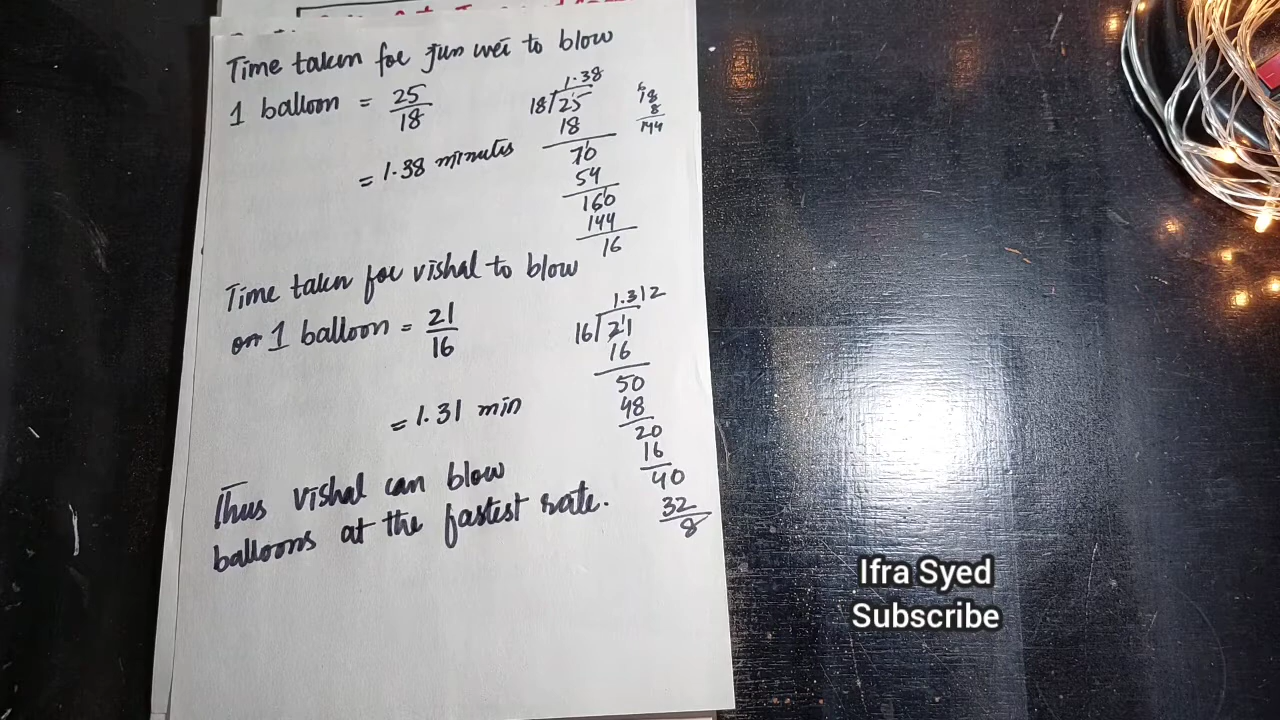 Time taken for Jun wei to blow
1 balloon = 25/18
= 1.38 minutes
1.38
18 25
18
70
54
160
144
16
18
8
144
Time taken for vishal to blow
1 balloon = 21/16
= 1.31 min
1.312
16 21
16
50
48
20
16
40
32
8
Thus vishal can blow
balloons at the fastest rate.
Ifra Syed
Subscribe